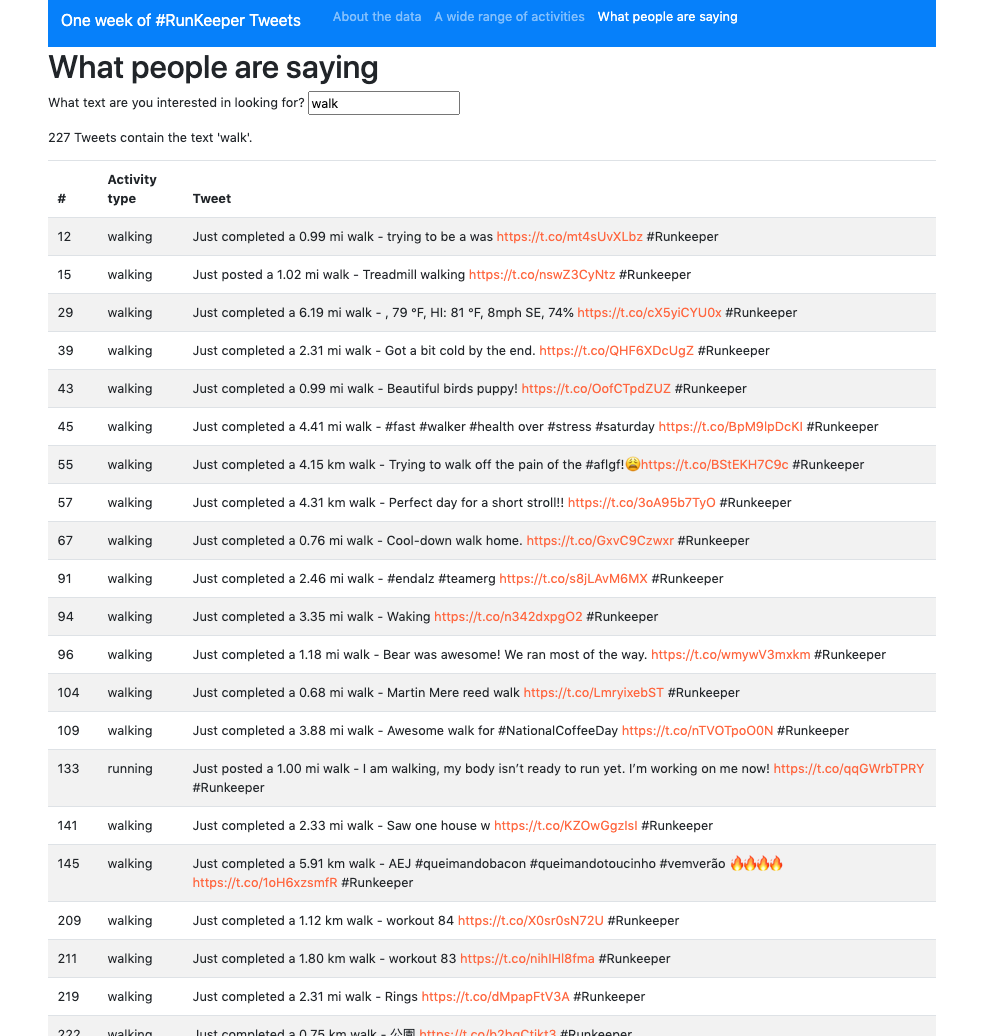 One week of #RunKeeper Tweets About the data A wide range of activities What people are saying
What people are saying
What text are you interested in looking for? walk
227 Tweets contain the text 'walk'.
# Activity type Tweet
12 walking Just completed a 0.99 mi walk - trying to be a was https://t.co/mt4sUvXLbz #Runkeeper
15 walking Just posted a 1.02 mi walk - Treadmill walking https://t.co/nswZ3CyNtz #Runkeeper
29 walking Just completed a 6.19 mi walk - , 79 °F, HI: 81 °F, 8mph SE, 74% https://t.co/cX5yiCYU0x #Runkeeper
39 walking Just completed a 2.31 mi walk - Got a bit cold by the end. https://t.co/QHF6XDcUgZ #Runkeeper
43 walking Just completed a 0.99 mi walk - Beautiful birds puppy! https://t.co/OofCTpdZUZ #Runkeeper
45 walking Just completed a 4.41 mi walk - #fast #walker #health over #stress #saturday https://t.co/BpM9lpDcKI #Runkeeper
55 walking Just completed a 4.15 km walk - Trying to walk off the pain of the #aflgf!😩https://t.co/BStEKH7C9c #Runkeeper
57 walking Just completed a 4.31 km walk - Perfect day for a short stroll!! https://t.co/3oA95b7TyO #Runkeeper
67 walking Just completed a 0.76 mi walk - Cool-down walk home. https://t.co/GxvC9Czwxr #Runkeeper
91 walking Just completed a 2.46 mi walk - #endalz #teamerg https://t.co/s8jLAvM6MX #Runkeeper
94 walking Just completed a 3.35 mi walk - Waking https://t.co/n342dxpgO2 #Runkeeper
96 walking Just completed a 1.18 mi walk - Bear was awesome! We ran most of the way. https://t.co/wmywV3mxkm #Runkeeper
104 walking Just completed a 0.68 mi walk - Martin Mere reed walk https://t.co/LmryixebST #Runkeeper
109 walking Just completed a 3.88 mi walk - Awesome walk for #NationalCoffeeDay https://t.co/nTVOTpoO0N #Runkeeper
133 running Just posted a 1.00 mi walk - I am walking, my body isn’t ready to run yet. I’m working on me now! https://t.co/qqGWrbTPRY
#Runkeeper
141 walking Just completed a 2.33 mi walk - Saw one house w https://t.co/KZOwGgzIsI #Runkeeper
145 walking Just completed a 5.91 km walk - AEJ #queimandobacon #queimandotoucinho #vemverão 🔥🔥🔥🔥
https://t.co/1oH6xzsmfR #Runkeeper
209 walking Just completed a 1.12 km walk - workout 84 https://t.co/X0sr0sN72U #Runkeeper
211 walking Just completed a 1.80 km walk - workout 83 https://t.co/nihIHl8fma #Runkeeper
219 walking Just completed a 2.31 mi walk - Rings https://t.co/dMpapFtV3A #Runkeeper
222 walking Just completed a 0.75 km walk - 公園 #Runkeeper